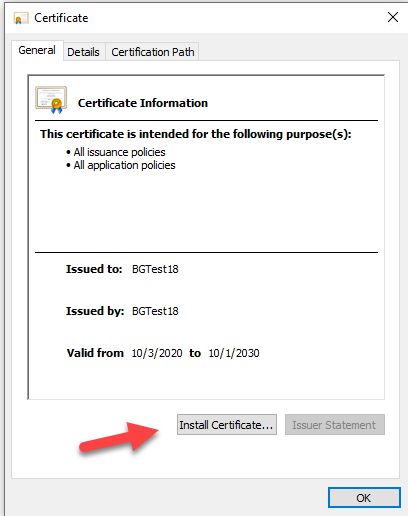 Certificate
General Details Certification Path
Certificate Information
This certificate is intended for the following purpose(s):
• All issuance policies
• All application policies
Issued to: BGTest18
Issued by: BGTest18
Valid from 10/3/2020 to 10/1/2030
Install Certificate... Issuer Statement
OK